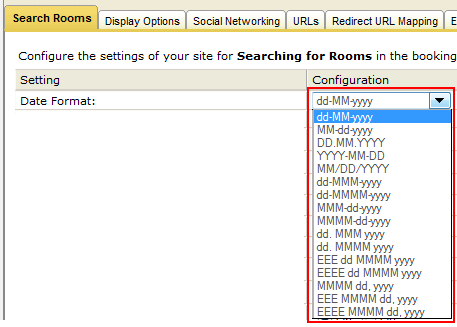 Search Rooms Display Options Social Networking URLs Redirect URL Mapping E
Configure the settings of your site for Searching for Rooms in the booking
Setting Configuration
Date Format: dd-MM-yyyy
dd-MM-yyyy
MM-dd-yyyy
DD.MM.YYYY
YYYY-MM-DD
MM/DD/YYYY
dd-MMM-yyyy
dd-MMMM-yyyy
MMM-dd-yyyy
MMMM-dd-yyyy
dd. MMM yyyy
dd. MMMM yyyy
EEE dd MMMM yyyy
EEEE dd MMMM yyyy
MMMM dd, yyyy
EEE MMMM dd, yyyy
EEEE MMMM dd, yyyy